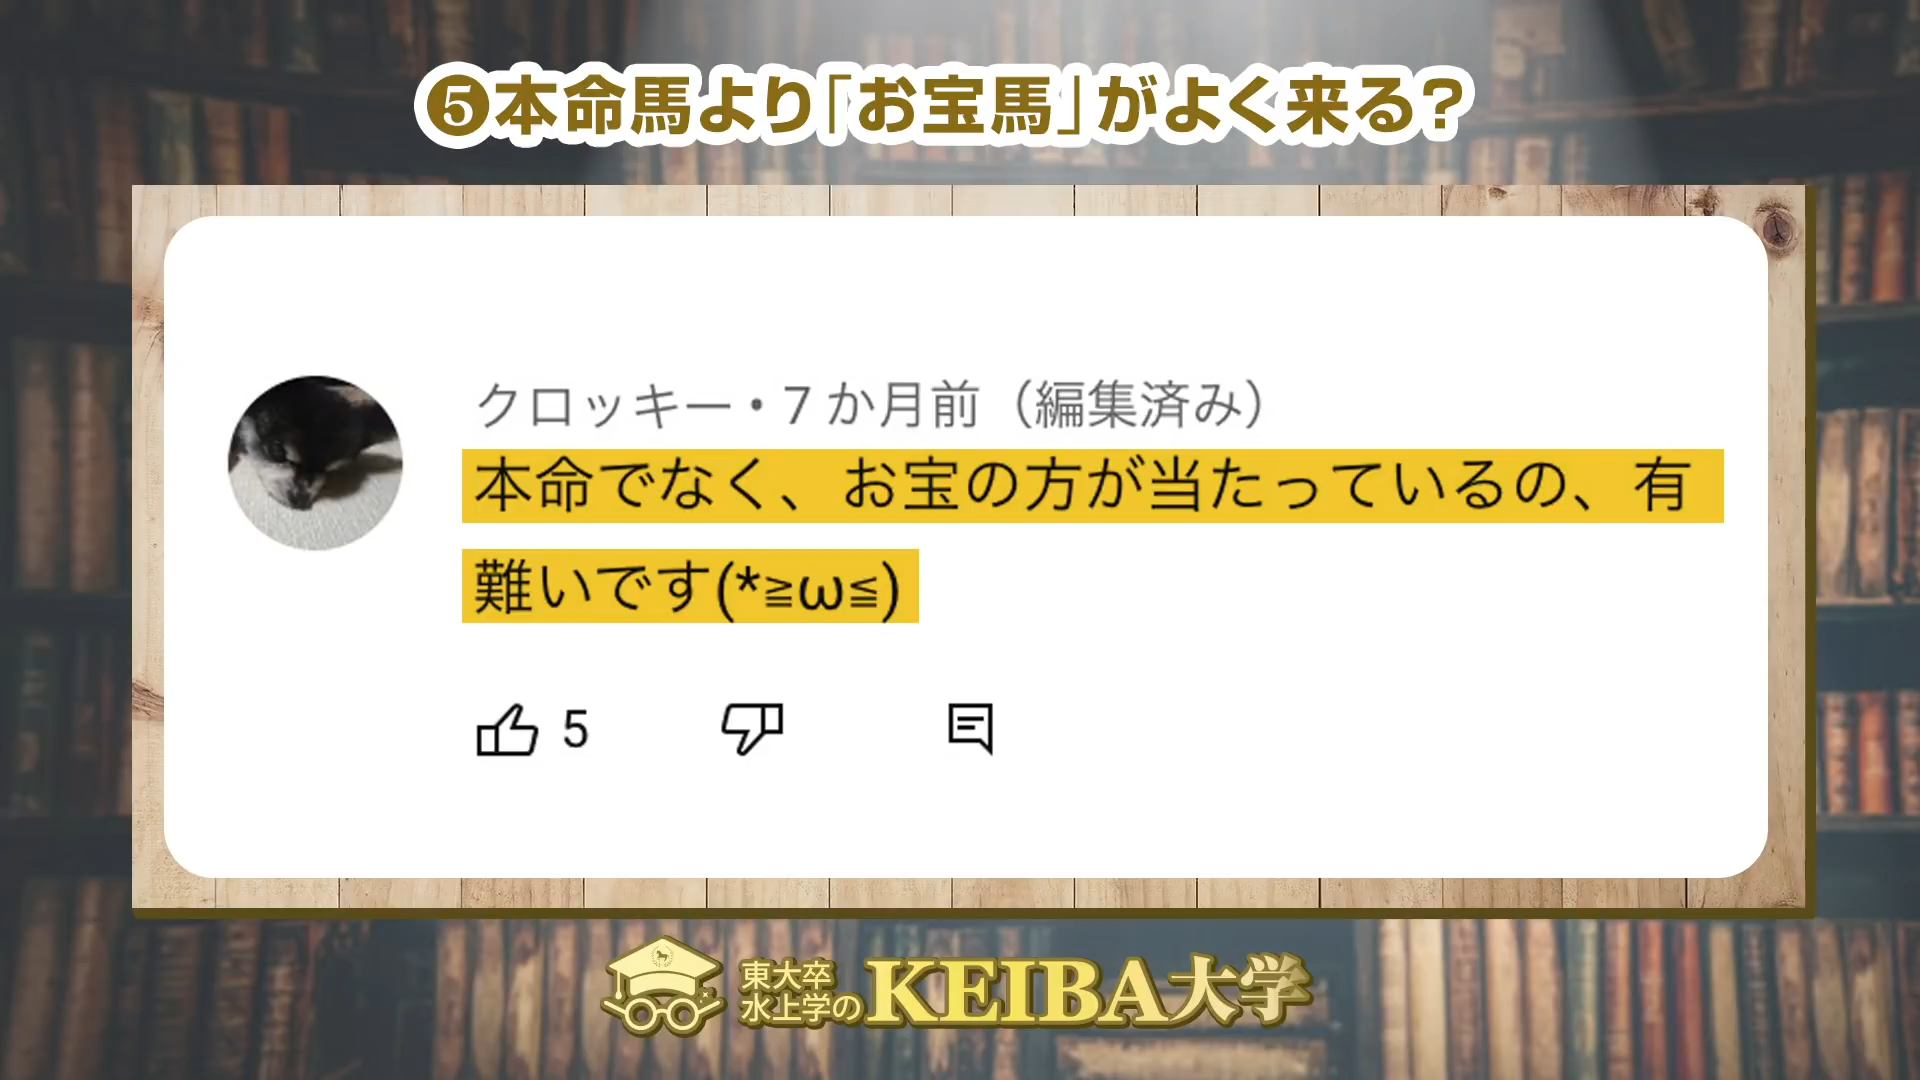 ❺本命馬より「お宝馬」がよく来る?
クロッキー・7 か月前（編集済み）
本命でなく、お宝の方が当たっているの、有
難いです(*≧ω≦)
5
東大卒
水上学の
KEIBA大学